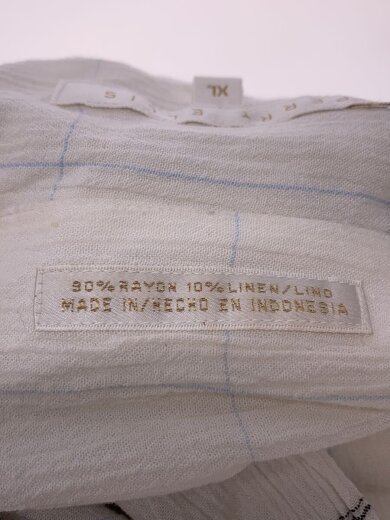 XL
90% RAYON 10% LINEN/LINO
MADE IN/HECHO EN INDONESIA